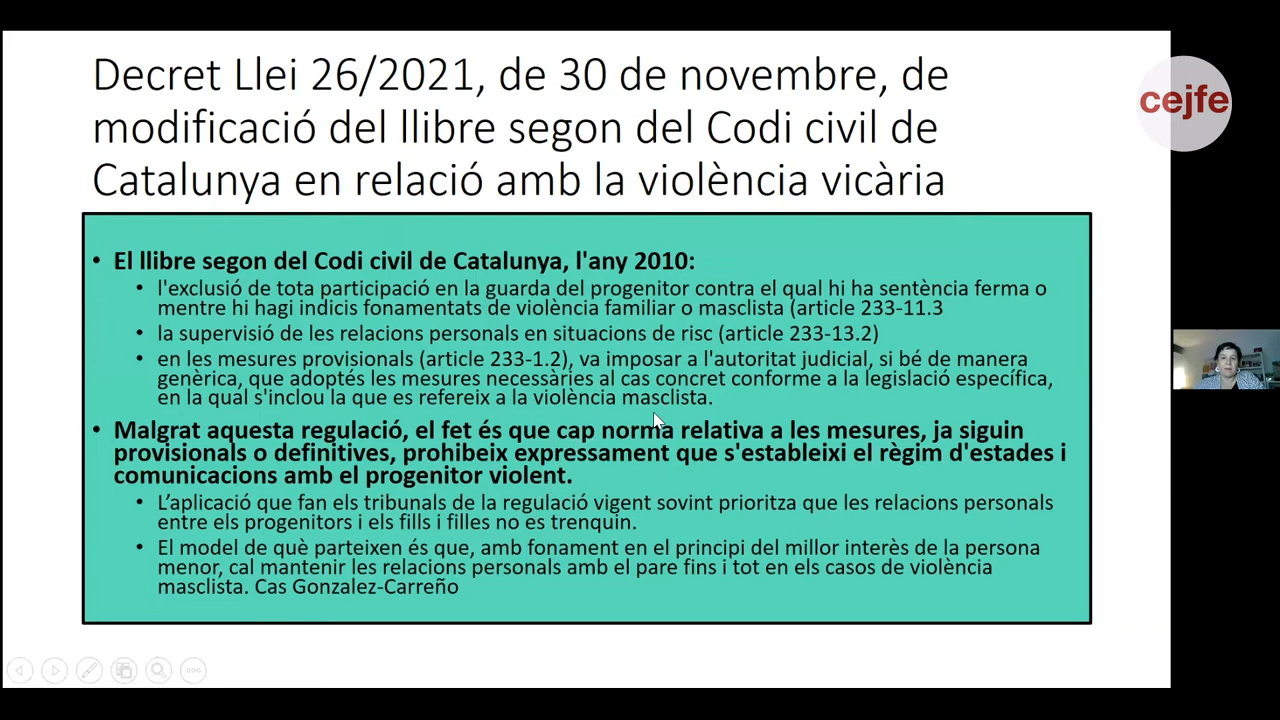 Decret Llei 26/2021, de 30 de novembre, de
modificació del llibre segon del Codi civil de
Catalunya en relació amb la violència vicària
cejfe
• El llibre segon del Codi civil de Catalunya, l'any 2010:
• l'exclusió de tota participació en la guarda del progenitor contra el qual hi ha sentència ferma o
mentre hi hagi indicis fonamentats de violència familiar o masclista (article 233-11.3
• la supervisió de les relacions personals en situacions de risc (article 233-13.2)
• en les mesures provisionals (article 233-1.2), va imposar a l'autoritat judicial, si bé de manera
genèrica, que adoptés les mesures necessàries al cas concret conforme a la legislació específica,
en la qual s'inclou la que es refereix a la violència masclista.
• Malgrat aquesta regulació, el fet és que cap norma relativa a les mesures, ja siguin
provisionals o definitives, prohibeix expressament que s'estableixi el règim d'estades i
comunicacions amb el progenitor violent.
• L’aplicació que fan els tribunals de la regulació vigent sovint prioritza que les relacions personals
entre els progenitors i els fills i filles no es trenquin.
• El model de què parteixen és que, amb fonament en el principi del millor interès de la persona
menor, cal mantenir les relacions personals amb el pare fins i tot en els casos de violència
masclista. Cas Gonzalez-Carreño